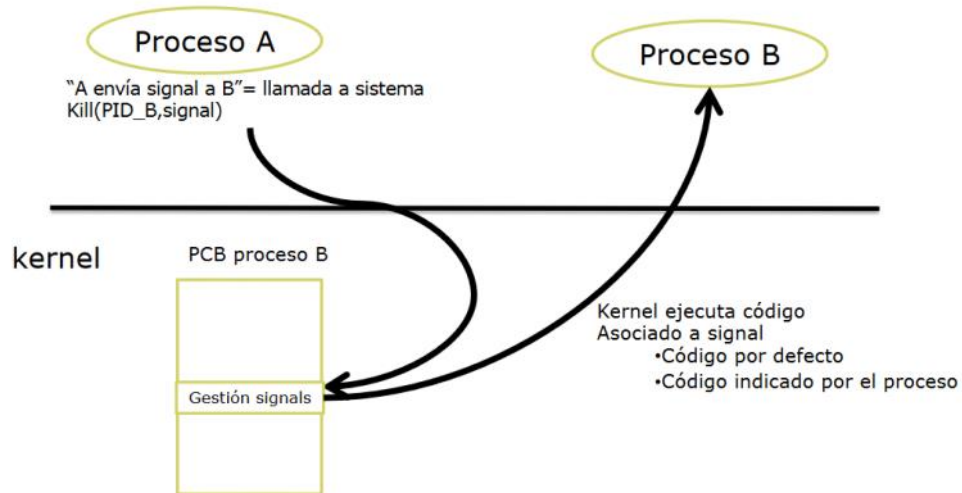 Proceso A
Proceso B
“A envía signal a B”= llamada a sistema
Kill(PID_B,signal)
kernel
PCB proceso B
Gestión signals
Kernel ejecuta código
Asociado a signal
•Código por defecto
•Código indicado por el proceso